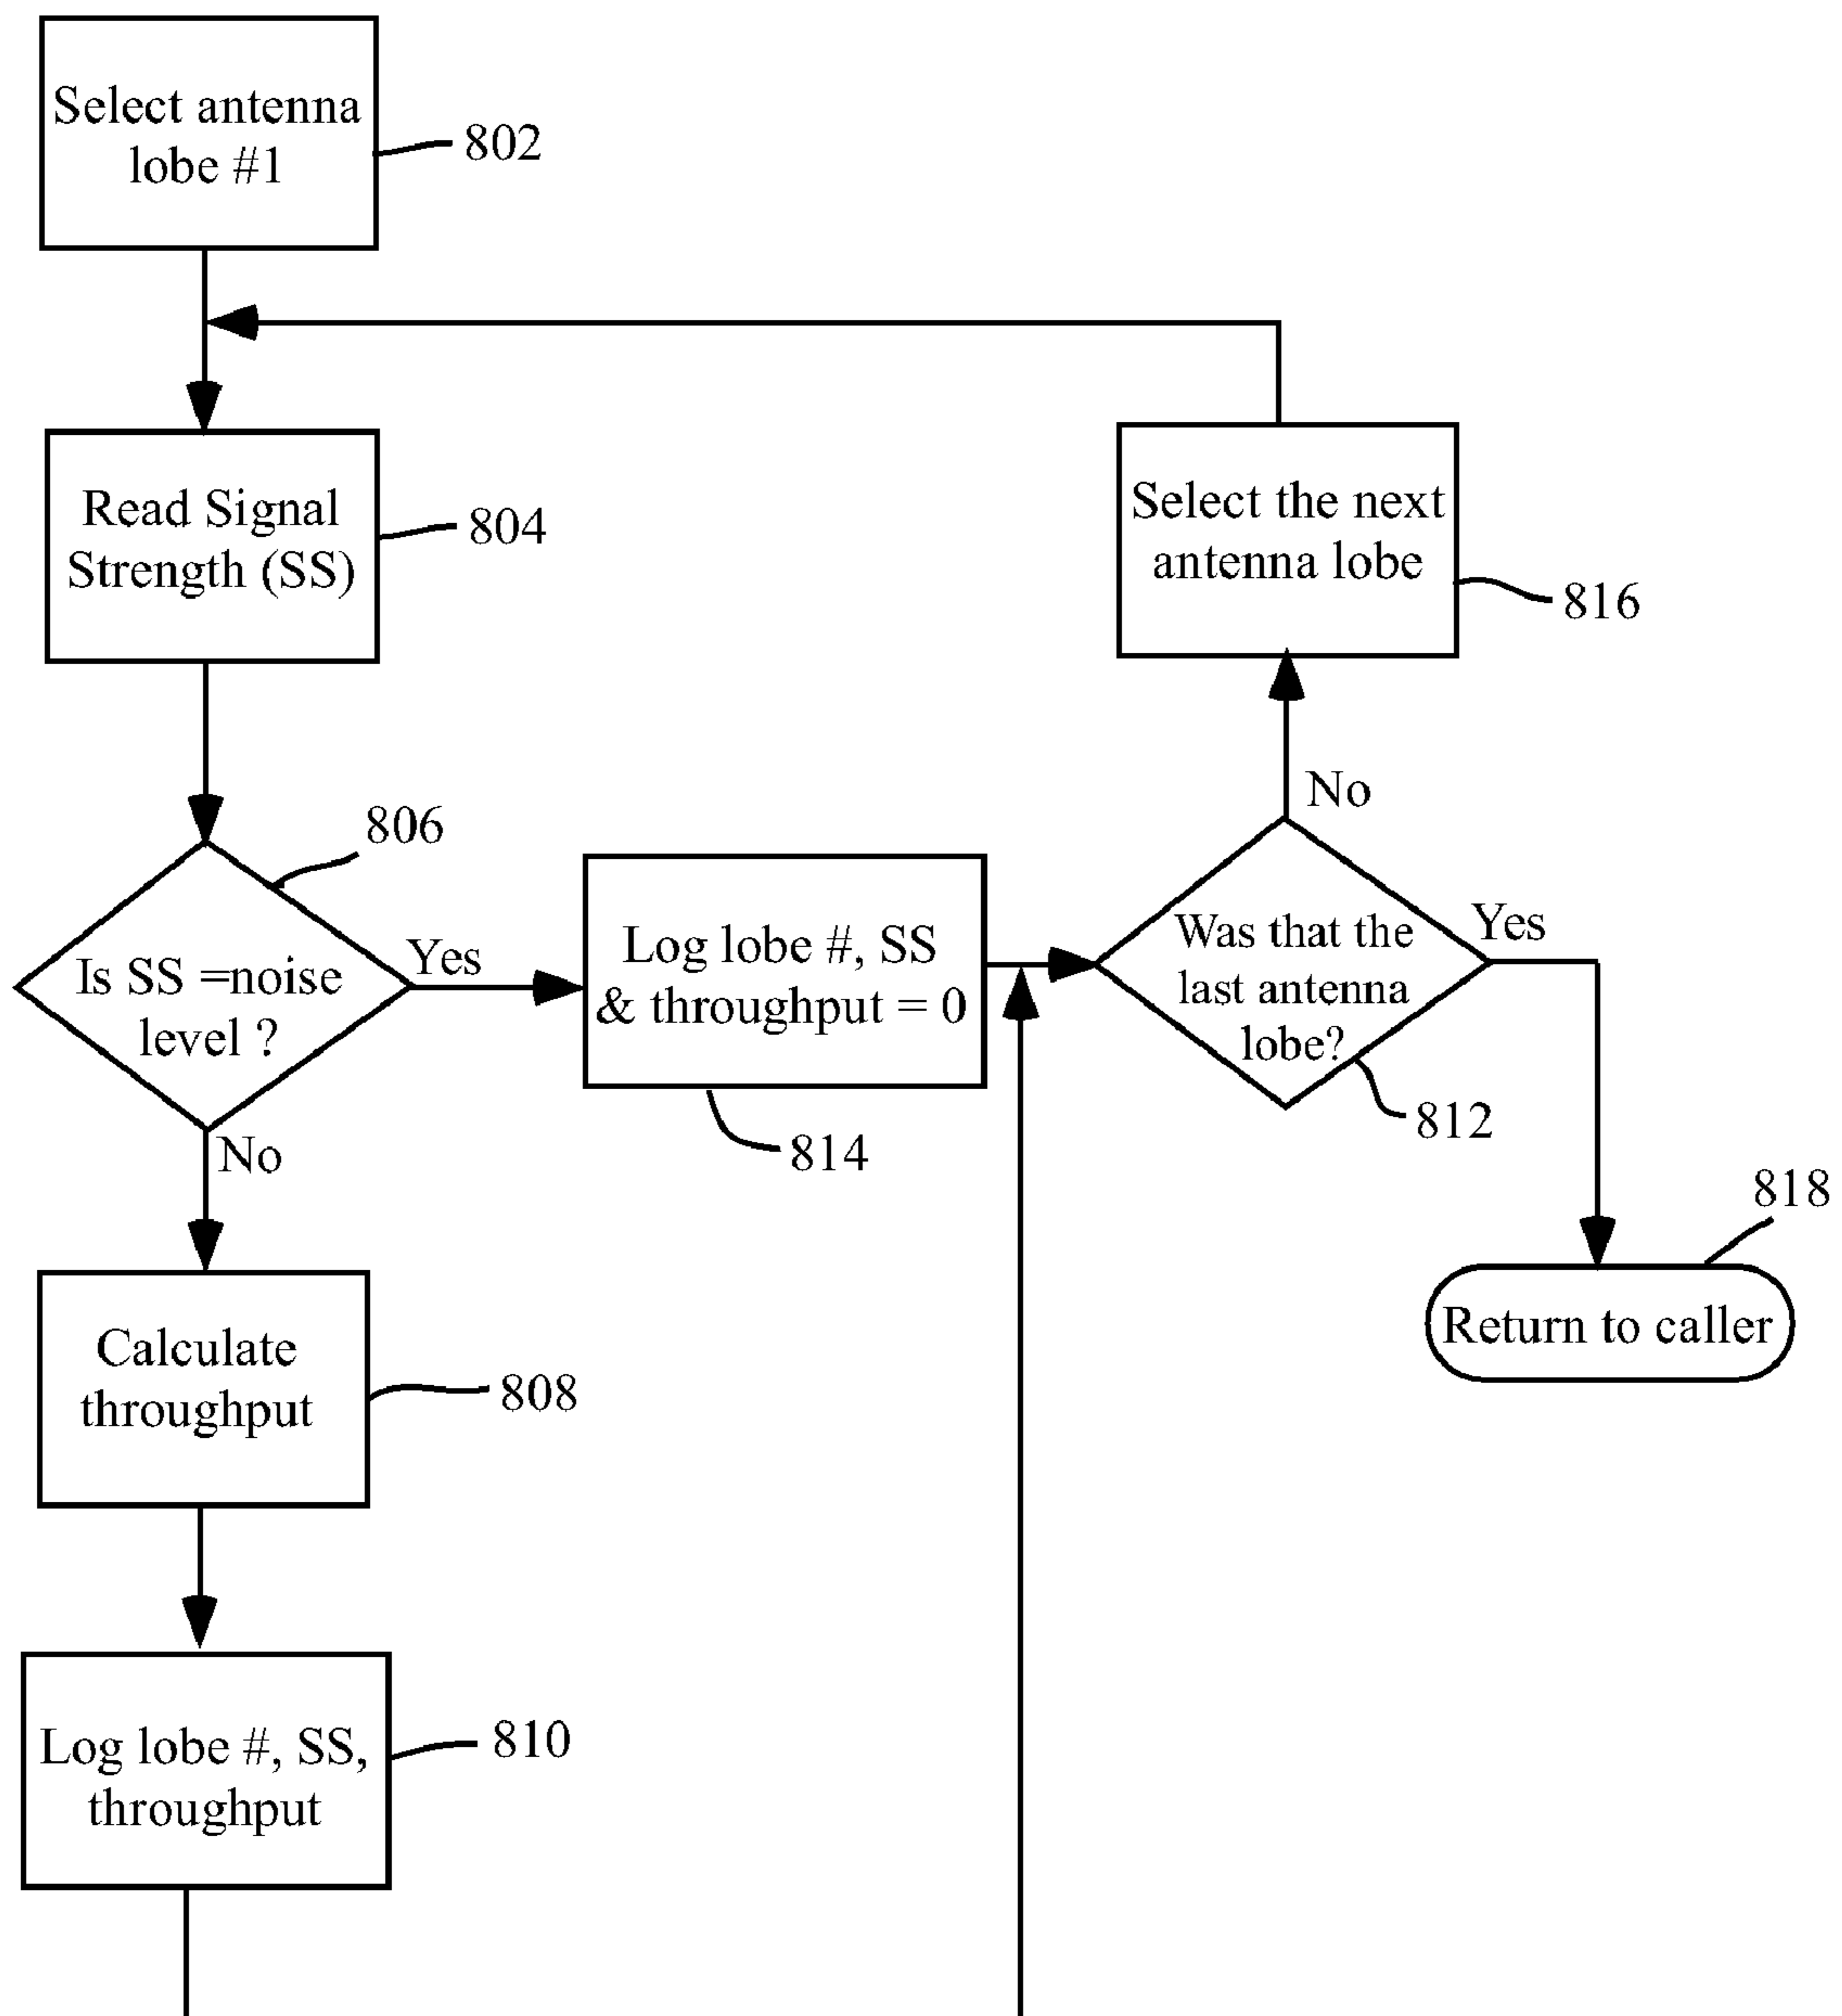 Select antenna
lobe #1
802
Read Signal
Strength (SS)
804
Select the next
antenna lobe
816
No
806
Is SS =noise
level ?
Yes
No
Log lobe #, SS
& throughput = 0
814
Was that the
last antenna
lobe?
Yes
812
818
Return to caller
Calculate
throughput
808
Log lobe #, SS,
throughput
810